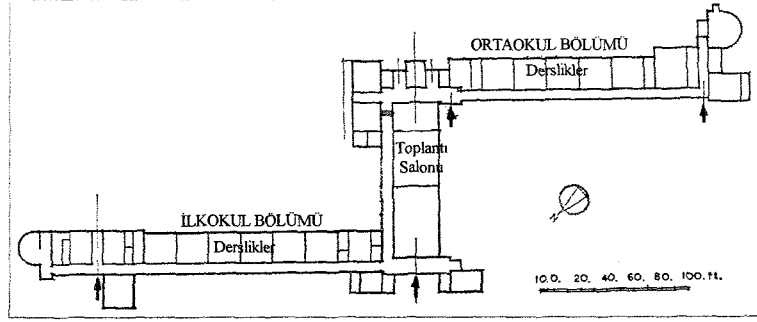 ORTAOKUL BÖLÜMÜ
Derslikler
Toplantı
Salonu
İLKOKUL BÖLÜMÜ
Derslikler
N
10.0. 20. 40. 60. 80. 100.ft.